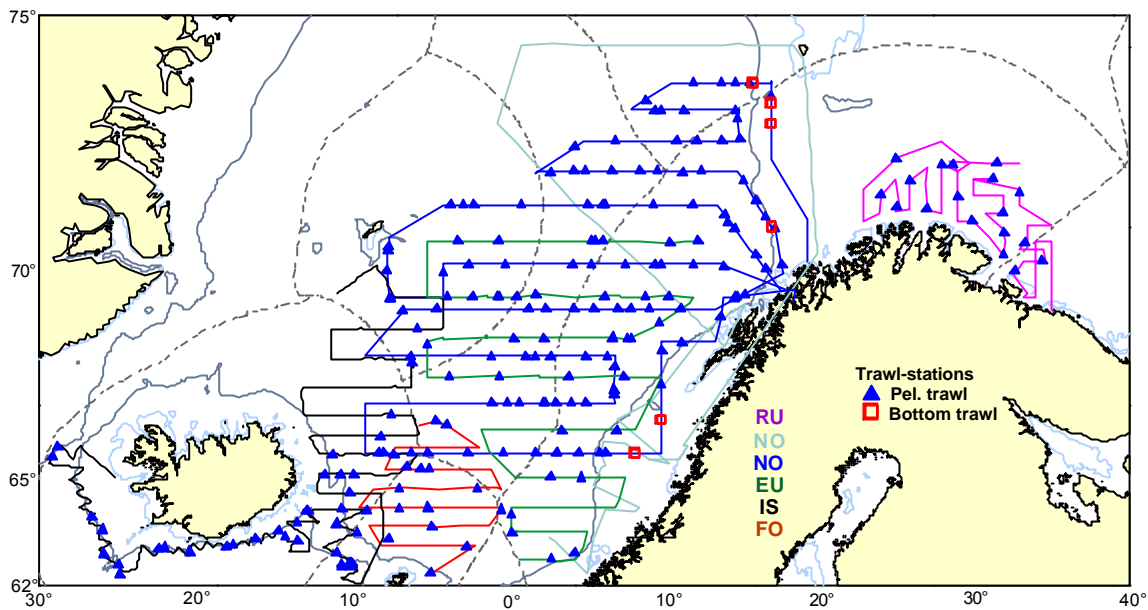 75°
70°
65°
62°
Trawl-stations
Pel. trawl
Bottom trawl
RU
NO
NO
EU
IS
FO
30°
20°
10°
0°
10°
20°
30°
40°